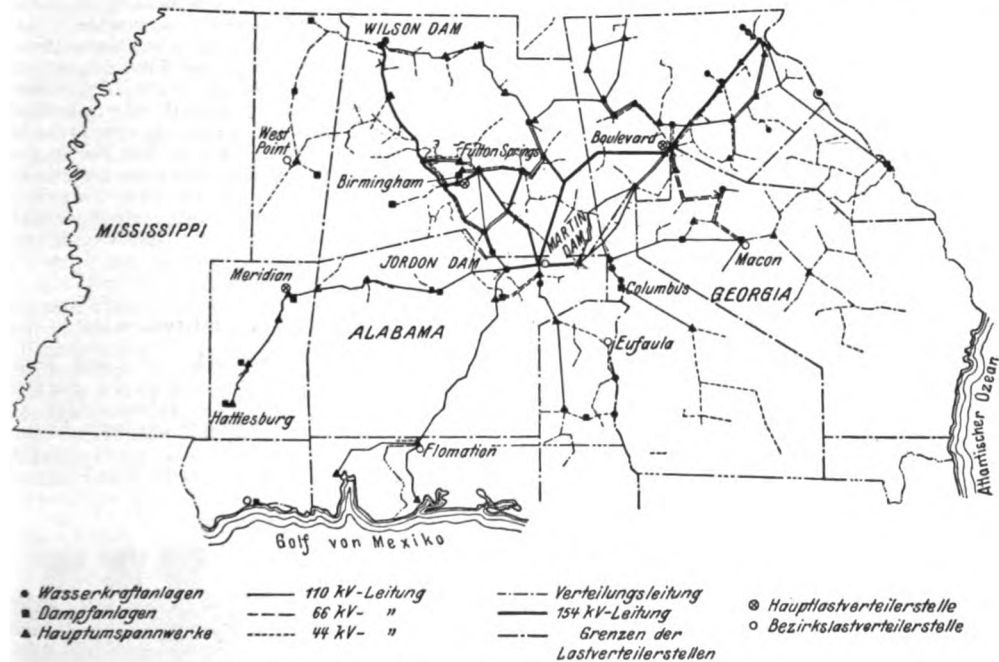 WILSON DAM
West
Point
Fulton Springs
Boulevard
Birmingham
MISSISSIPPI
MARTIN
DAM
Macon
JORDON DAM
Meridian
Columbus
GEORGIA
ALABAMA
Eufaula
Hattiesburg
Flomation
Atlantischer Ozean
Golf von Mexiko
Wasserkraftanlagen
Dampfanlagen
Hauptumspannwerke
110 kV-Leitung
66 kV- "
44 kV- "
Verteilungsleitung
154 kV-Leitung
Grenzen der
Lastverteilerstellen
Hauptlastverteilerstelle
Bezirkslastverteilerstelle